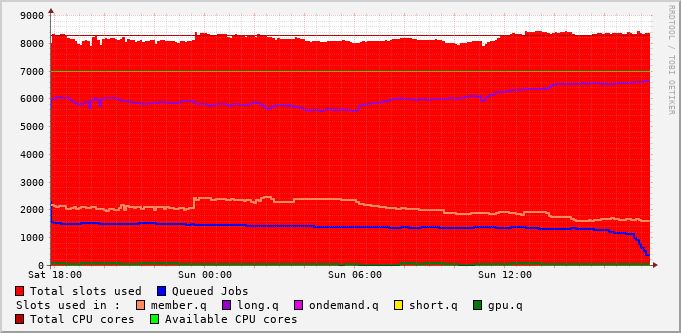 9000
8000
7000
6000
5000
4000
3000
2000
1000
0
Sat 18:00 Sun 00:00 Sun 06:00 Sun 12:00
RRDTOOL / TOBI OETIKER
Total slots used Queued Jobs
Slots used in : member.q long.q ondemand.q short.q gpu.q
Total CPU cores Available CPU cores